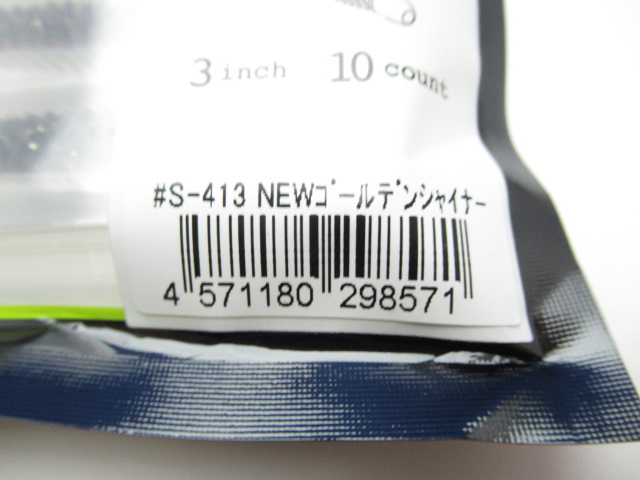 3 inch 10 count
#S-413 NEWｺﾞｰﾙﾃﾞﾝｼｬｲﾅｰ
4 571180 298571